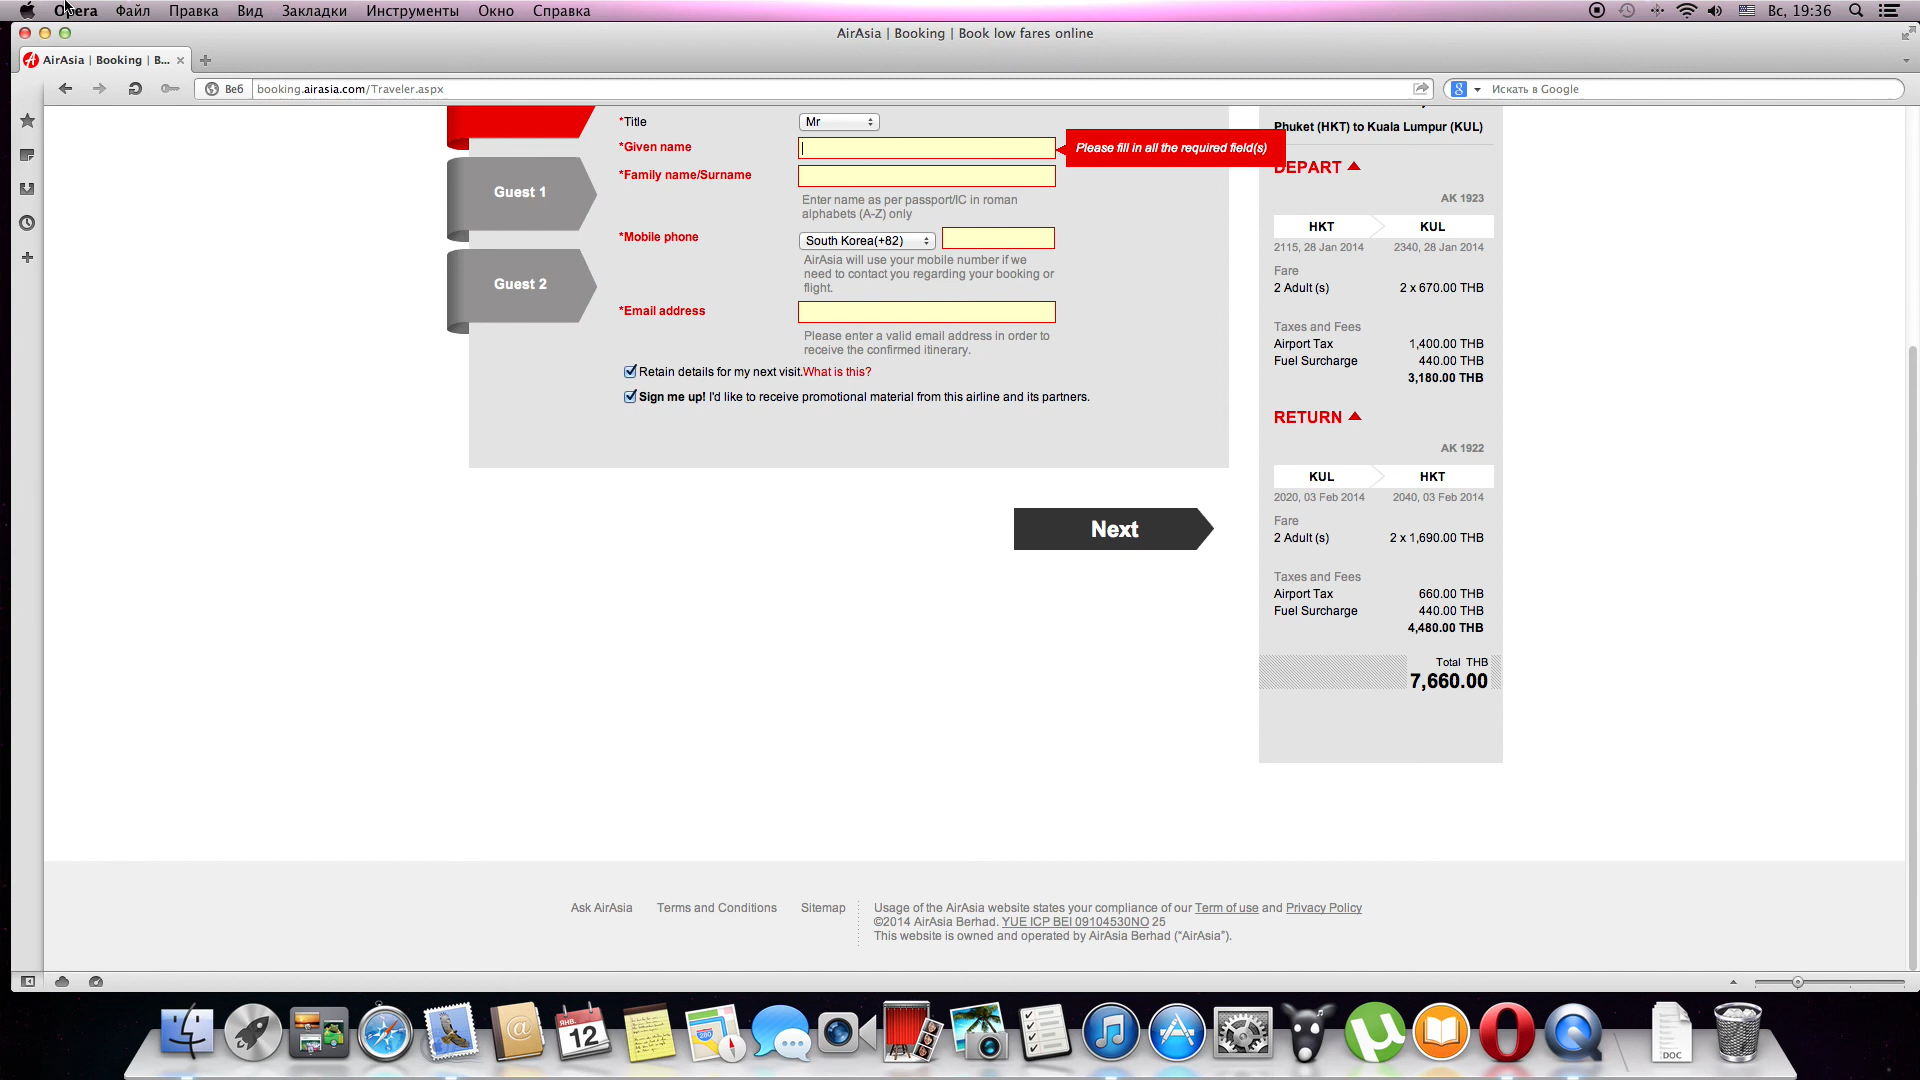 Opera Файл Правка Вид Закладки Инструменты Окно Справка Вс, 19:36
AirAsia | Booking | Book low fares online
AirAsia | Booking | B...
Веб booking.airasia.com/Traveler.aspx Искать в Google
*Title Mr
*Given name
Please fill in all the required field(s)
*Family name/Surname
Enter name as per passport/IC in roman
alphabets (A-Z) only
*Mobile phone South Korea(+82)
AirAsia will use your mobile number if we
need to contact you regarding your booking or
flight.
*Email address
Please enter a valid email address in order to
receive the confirmed itinerary.
Retain details for my next visit.What is this?
Sign me up! I'd like to receive promotional material from this airline and its partners.
Guest 1
Guest 2
Next
Phuket (HKT) to Kuala Lumpur (KUL)
DEPART
AK 1923
HKT KUL
2115, 28 Jan 2014 2340, 28 Jan 2014
Fare
2 Adult (s) 2 x 670.00 THB
Taxes and Fees
Airport Tax 1,400.00 THB
Fuel Surcharge 440.00 THB
3,180.00 THB
RETURN
AK 1922
KUL HKT
2020, 03 Feb 2014 2040, 03 Feb 2014
Fare
2 Adult (s) 2 x 1,690.00 THB
Taxes and Fees
Airport Tax 660.00 THB
Fuel Surcharge 440.00 THB
4,480.00 THB
Total THB
7,660.00
Ask AirAsia Terms and Conditions Sitemap
Usage of the AirAsia website states your compliance of our Term of use and Privacy Policy
©2014 AirAsia Berhad. YUE ICP BEI 09104530NO 25
This website is owned and operated by AirAsia Berhad ("AirAsia").
ЯНВ.
12
DOC